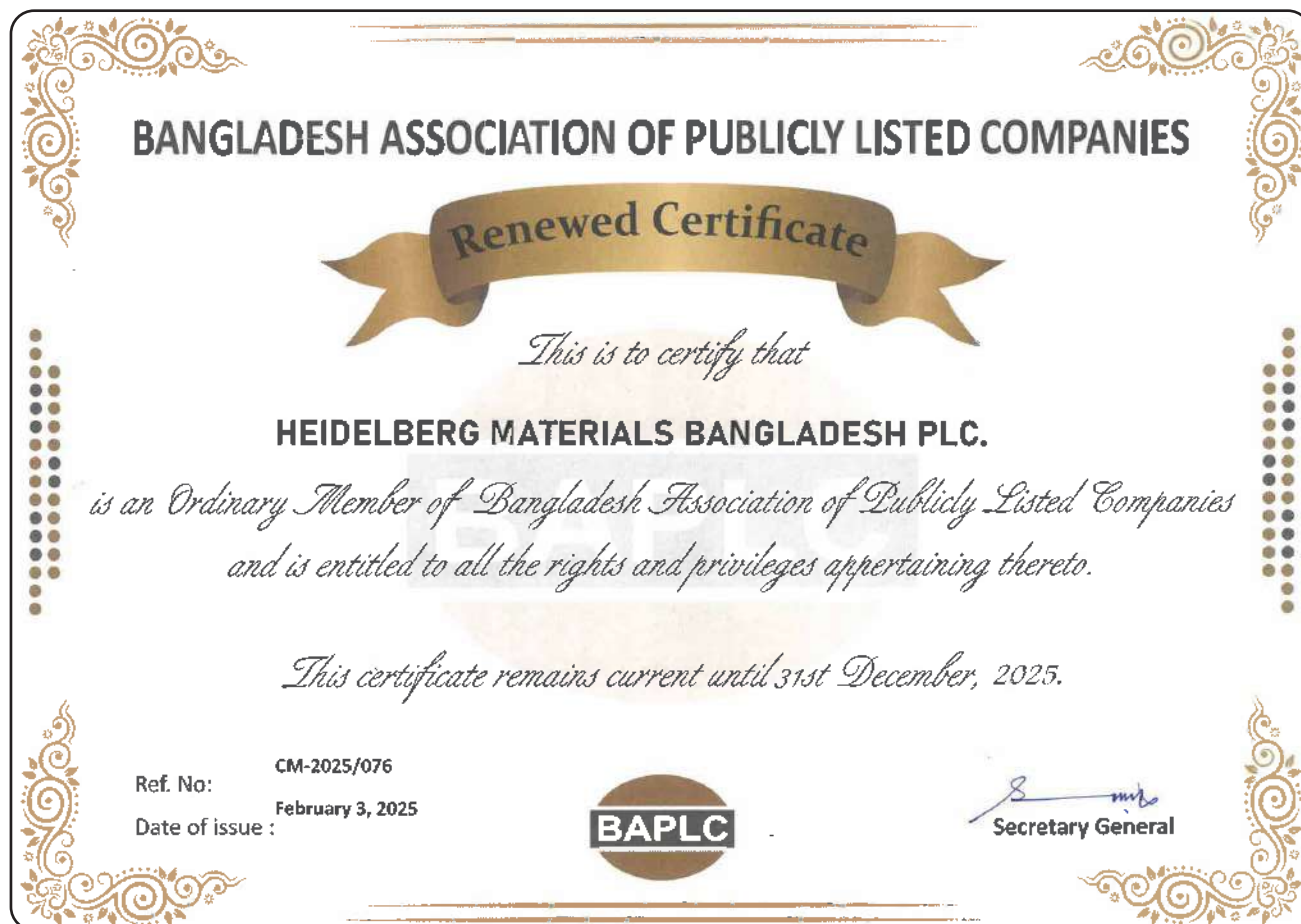 BANGLADESH ASSOCIATION OF PUBLICLY LISTED COMPANIES
Renewed Certificate
This is to certify that
HEIDELBERG MATERIALS BANGLADESH PLC.
is an Ordinary Member of Bangladesh Association of Publicly Listed Companies
and is entitled to all the rights and privileges appertaining thereto.
This certificate remains current until 31st December, 2025.
Ref. No: CM-2025/076
Date of issue : February 3, 2025
BAPLC
Secretary General